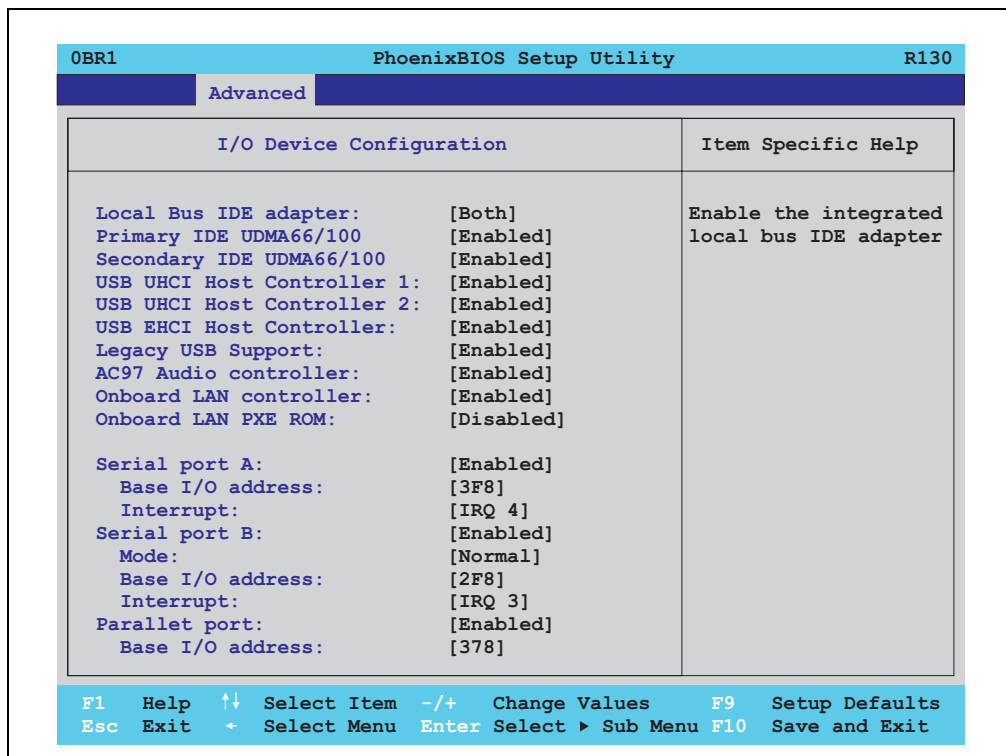 0BR1 PhoenixBIOS Setup Utility R130
Advanced
I/O Device Configuration Item Specific Help
Local Bus IDE adapter: [Both] Enable the integrated
Primary IDE UDMA66/100 [Enabled] local bus IDE adapter
Secondary IDE UDMA66/100 [Enabled]
USB UHCI Host Controller 1: [Enabled]
USB UHCI Host Controller 2: [Enabled]
USB EHCI Host Controller: [Enabled]
Legacy USB Support: [Enabled]
AC97 Audio controller: [Enabled]
Onboard LAN controller: [Enabled]
Onboard LAN PXE ROM: [Disabled]
Serial port A: [Enabled]
Base I/O address: [3F8]
Interrupt: [IRQ 4]
Serial port B: [Enabled]
Mode: [Normal]
Base I/O address: [2F8]
Interrupt: [IRQ 3]
Parallet port: [Enabled]
Base I/O address: [378]
F1 Help ↑↓ Select Item -/+ Change Values F9 Setup Defaults
Esc Exit ← Select Menu Enter Select ▶ Sub Menu F10 Save and Exit